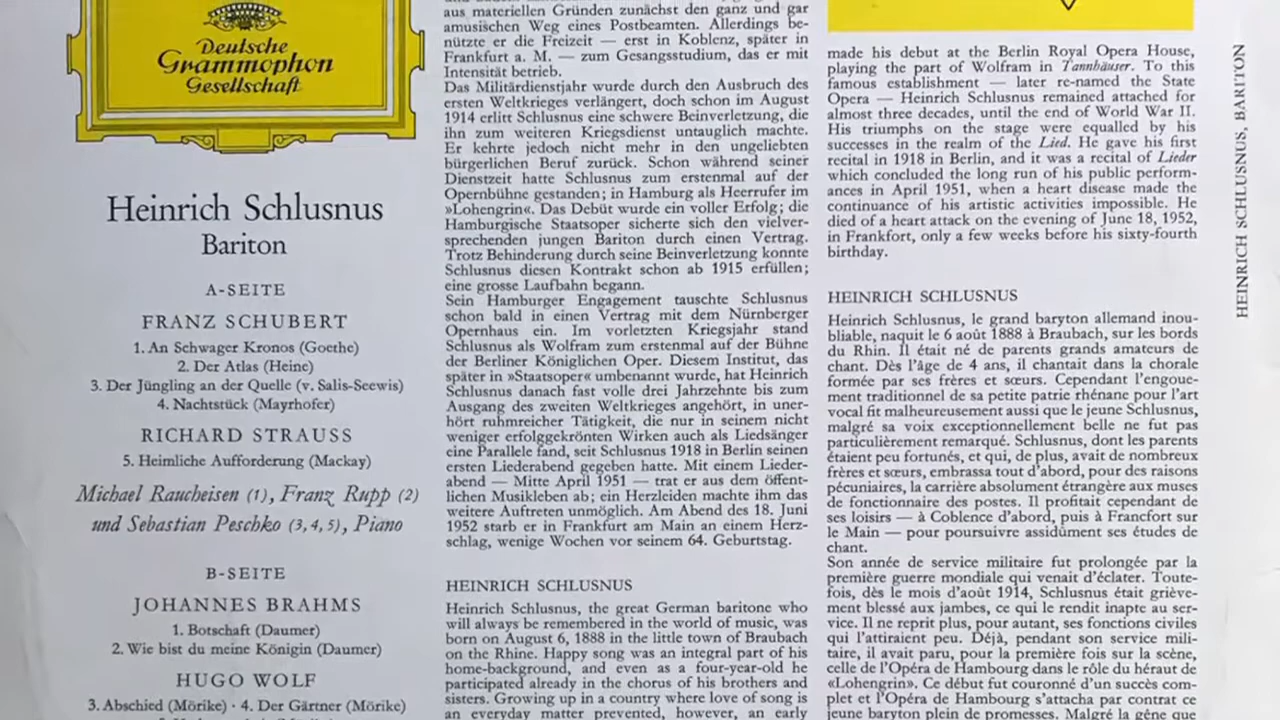 Deutsche
Grammophon
Gesellschaft
Heinrich Schlusnus
Bariton
A-SEITE
FRANZ SCHUBERT
1. An Schwager Kronos (Goethe)
2. Der Atlas (Heine)
3. Der Jüngling an der Quelle (v. Salis-Seewis)
4. Nachtstück (Mayrhofer)
RICHARD STRAUSS
5. Heimliche Aufforderung (Mackay)
Michael Raucheisen (1), Franz Rupp (2)
und Sebastian Peschko (3, 4, 5), Piano
B-SEITE
JOHANNES BRAHMS
1. Botschaft (Daumer)
2. Wie bist du meine Königin (Daumer)
HUGO WOLF
3. Abschied (Mörike) · 4. Der Gärtner (Mörike)
aus materiellen Gründen zunächst den ganz und gar
amusischen Weg eines Postbeamten. Allerdings be-
nützte er die Freizeit — erst in Koblenz, später in
Frankfurt a. M. — zum Gesangsstudium, das er mit
Intensität betrieb.
Das Militärdienstjahr wurde durch den Ausbruch des
ersten Weltkrieges verlängert, doch schon im August
1914 erlitt Schlusnus eine schwere Beinverletzung, die
ihn zum weiteren Kriegsdienst untauglich machte.
Er kehrte jedoch nicht mehr in den ungeliebten
bürgerlichen Beruf zurück. Schon während seiner
Dienstzeit hatte Schlusnus zum erstenmal auf der
Opernbühne gestanden; in Hamburg als Heerrufer im
»Lohengrin«. Das Debüt wurde ein voller Erfolg; die
Hamburgische Staatsoper sicherte sich den vielver-
sprechenden jungen Bariton durch einen Vertrag.
Trotz Behinderung durch seine Beinverletzung konnte
Schlusnus diesen Kontrakt schon ab 1915 erfüllen;
eine grosse Laufbahn begann.
Sein Hamburger Engagement tauschte Schlusnus
schon bald in einen Vertrag mit dem Nürnberger
Opernhaus ein. Im vorletzten Kriegsjahr stand
Schlusnus als Wolfram zum erstenmal auf der Bühne
der Berliner Königlichen Oper. Diesem Institut, das
später in »Staatsoper« umbenannt wurde, hat Heinrich
Schlusnus danach fast volle drei Jahrzehnte bis zum
Ausgang des zweiten Weltkrieges angehört, in uner-
hört ruhmreicher Tätigkeit, die nur in seinem nicht
weniger erfolggekrönten Wirken auch als Liedsänger
eine Parallele fand, seit Schlusnus 1918 in Berlin seinen
ersten Liederabend gegeben hatte. Mit einem Lieder-
abend — Mitte April 1951 — trat er aus dem öffent-
lichen Musikleben ab; ein Herzleiden machte ihm das
weitere Auftreten unmöglich. Am Abend des 18. Juni
1952 starb er in Frankfurt am Main an einem Herz-
schlag, wenige Wochen vor seinem 64. Geburtstag.
HEINRICH SCHLUSNUS
Heinrich Schlusnus, the great German baritone who
will always be remembered in the world of music, was
born on August 6, 1888 in the little town of Braubach
on the Rhine. Happy song was an integral part of his
home-background, and even as a four-year-old he
participated already in the chorus of his brothers and
sisters. Growing up in a country where love of song is
an everyday matter prevented, however, an early
made his debut at the Berlin Royal Opera House,
playing the part of Wolfram in Tannhäuser. To this
famous establishment — later re-named the State
Opera — Heinrich Schlusnus remained attached for
almost three decades, until the end of World War II.
His triumphs on the stage were equalled by his
successes in the realm of the Lied. He gave his first
recital in 1918 in Berlin, and it was a recital of Lieder
which concluded the long run of his public perform-
ances in April 1951, when a heart disease made the
continuance of his artistic activities impossible. He
died of a heart attack on the evening of June 18, 1952,
in Frankfort, only a few weeks before his sixty-fourth
birthday.
HEINRICH SCHLUSNUS
Heinrich Schlusnus, le grand baryton allemand inou-
bliable, naquit le 6 août 1888 à Braubach, sur les bords
du Rhin. Il était né de parents grands amateurs de
chant. Dès l'âge de 4 ans, il chantait dans la chorale
formée par ses frères et sœurs. Cependant l'engoue-
ment traditionnel de sa petite patrie rhénane pour l'art
vocal fit malheureusement aussi que le jeune Schlusnus,
malgré sa voix exceptionnellement belle ne fut pas
particulièrement remarqué. Schlusnus, dont les parents
étaient peu fortunés, et qui, de plus, avait de nombreux
frères et sœurs, embrassa tout d'abord, pour des raisons
pécuniaires, la carrière absolument étrangère aux muses
de fonctionnaire des postes. Il profitait cependant de
ses loisirs — à Coblence d'abord, puis à Francfort sur
le Main — pour poursuivre assidûment ses études de
chant.
Son année de service militaire fut prolongée par la
première guerre mondiale qui venait d'éclater. Toute-
fois, dès le mois d'août 1914, Schlusnus était griève-
ment blessé aux jambes, ce qui le rendit inapte au ser-
vice. Il ne reprit plus, pour autant, ses fonctions civiles
qui l'attiraient peu. Déjà, pendant son service mili-
taire, il avait paru, pour la première fois sur la scène,
celle de l'Opéra de Hambourg dans le rôle du héraut de
«Lohengrin». Ce début fut couronné d'un succès com-
plet et l'Opéra de Hambourg s'attacha par contrat ce
jeune baryton plein de promesses. Malgré la gêne que
HEINRICH SCHLUSNUS, BARITON